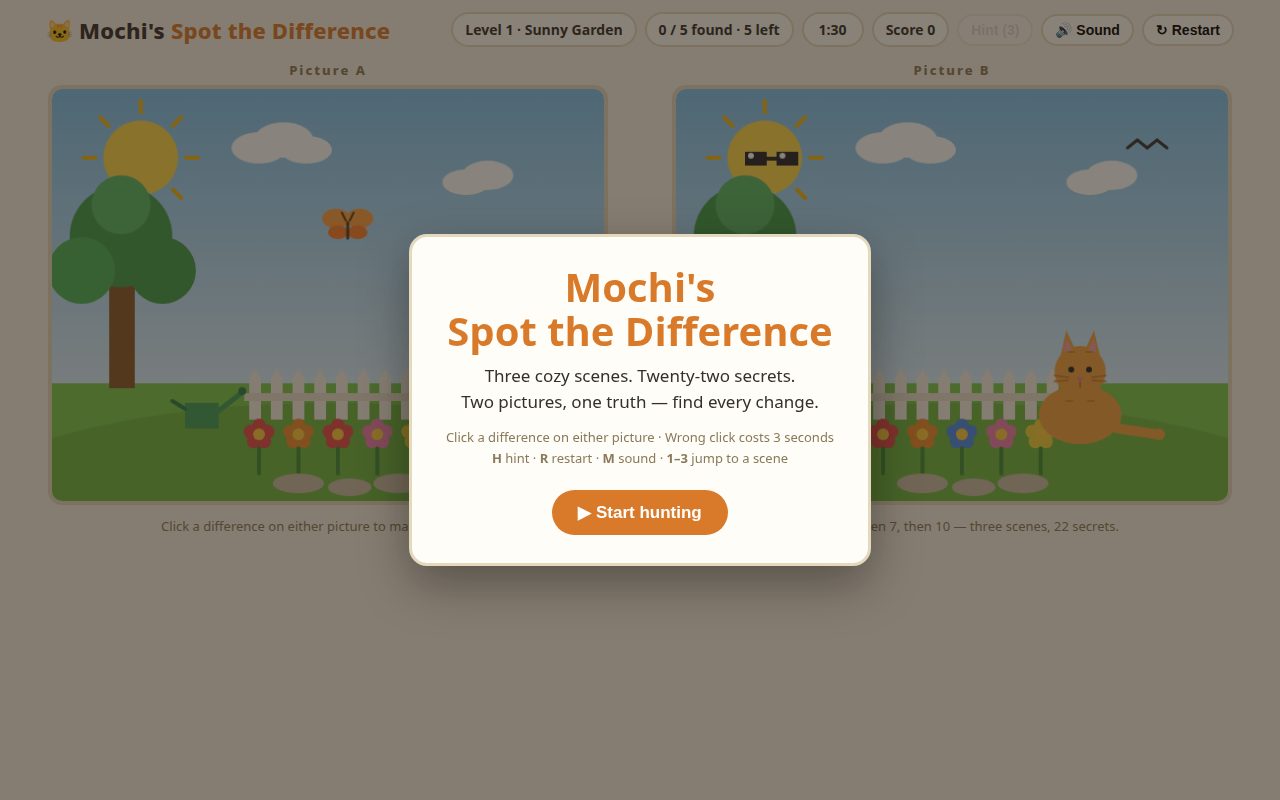 🐱 Mochi's Spot the Difference
Level 1 · Sunny Garden
0 / 5 found · 5 left
1:30
Score 0
Hint (3)
🔊 Sound
↻ Restart
Picture A
Picture B
Mochi's
Spot the Difference
Three cozy scenes. Twenty-two secrets.
Two pictures, one truth — find every change.
Click a difference on either picture · Wrong click costs 3 seconds
H hint · R restart · M sound · 1–3 jump to a scene
▶ Start hunting
Click a difference on either picture to
then 7, then 10 — three scenes, 22 secrets.